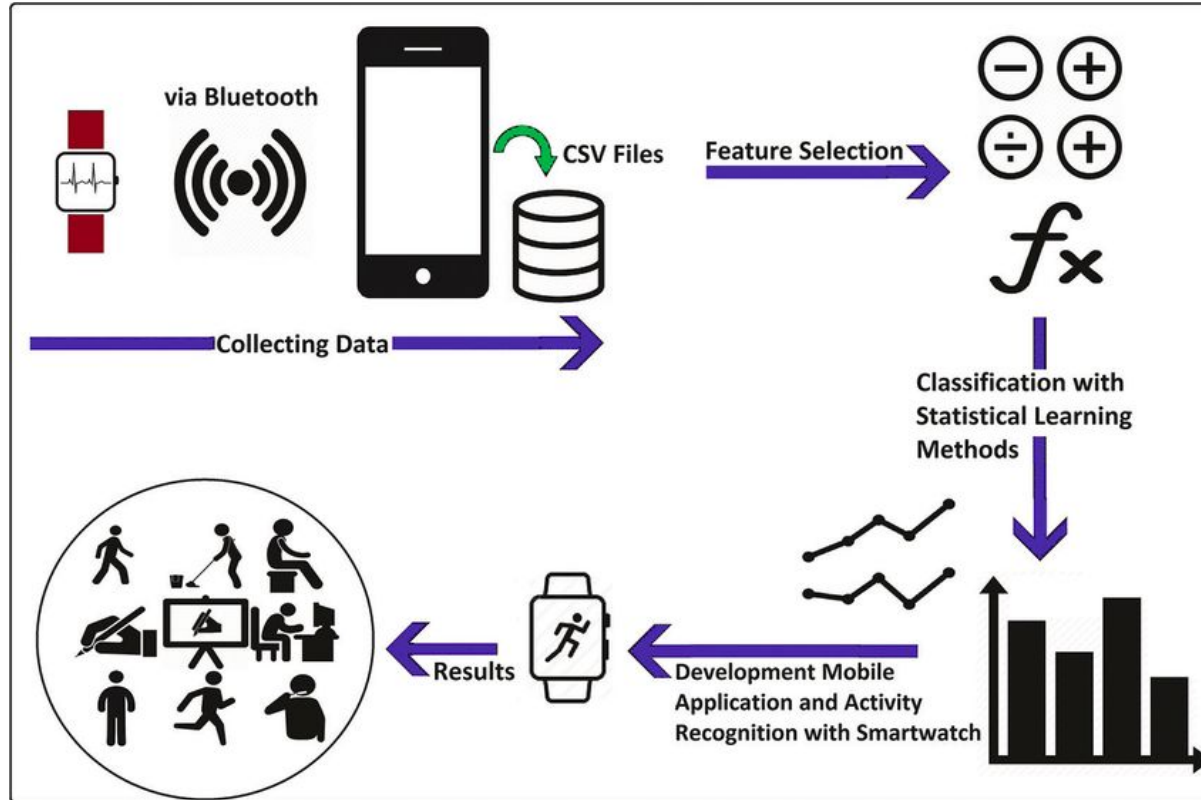 via Bluetooth
CSV Files
Feature Selection
fx
Collecting Data
Classification with
Statistical Learning
Methods
Results
Development Mobile
Application and Activity
Recognition with Smartwatch